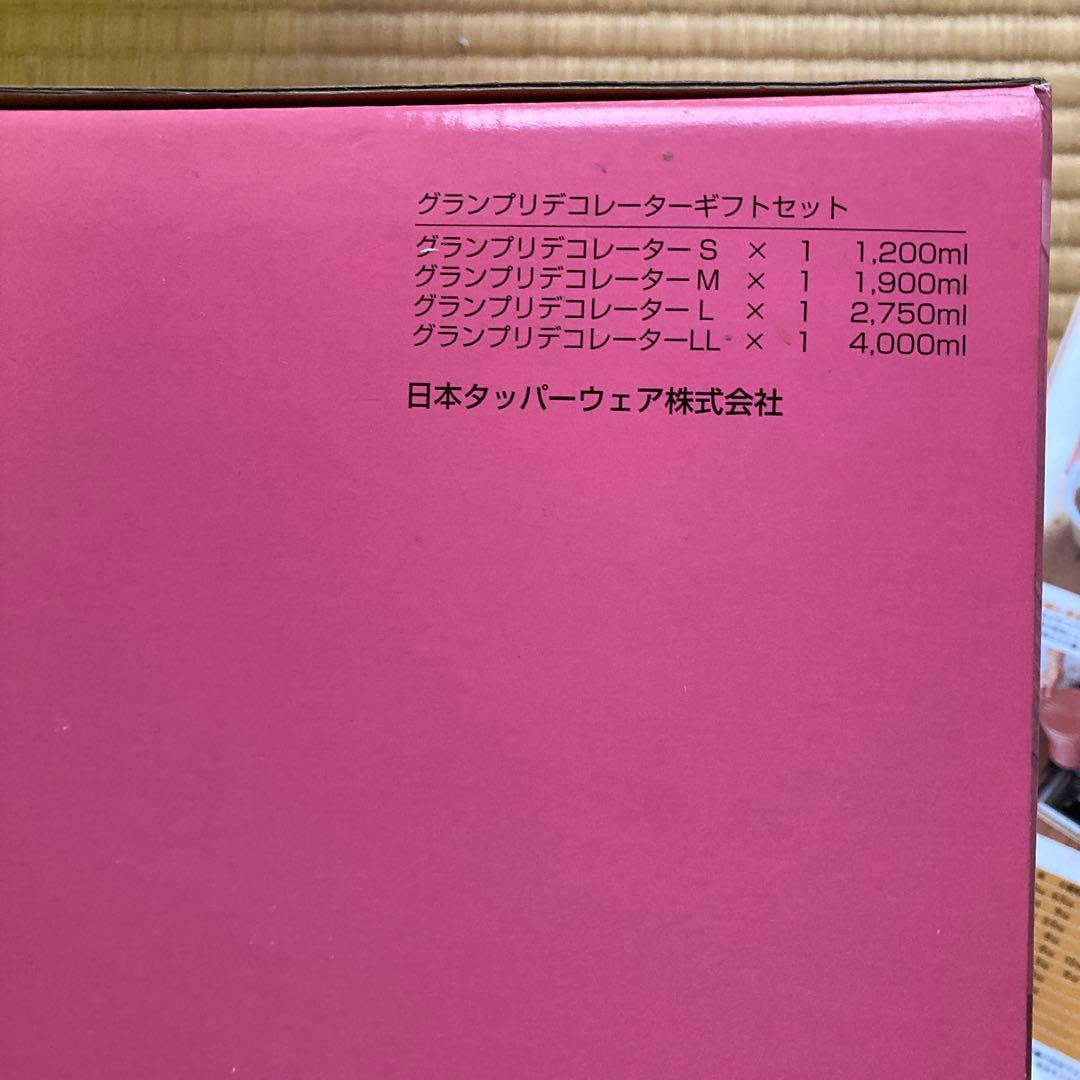 グランプリデコレーターギフトセット
グランプリデコレーター S × 1 1,200ml
グランプリデコレーター M × 1 1,900ml
グランプリデコレーター L × 1 2,750ml
グランプリデコレーターLL × 1 4,000ml
日本タッパーウェア株式会社